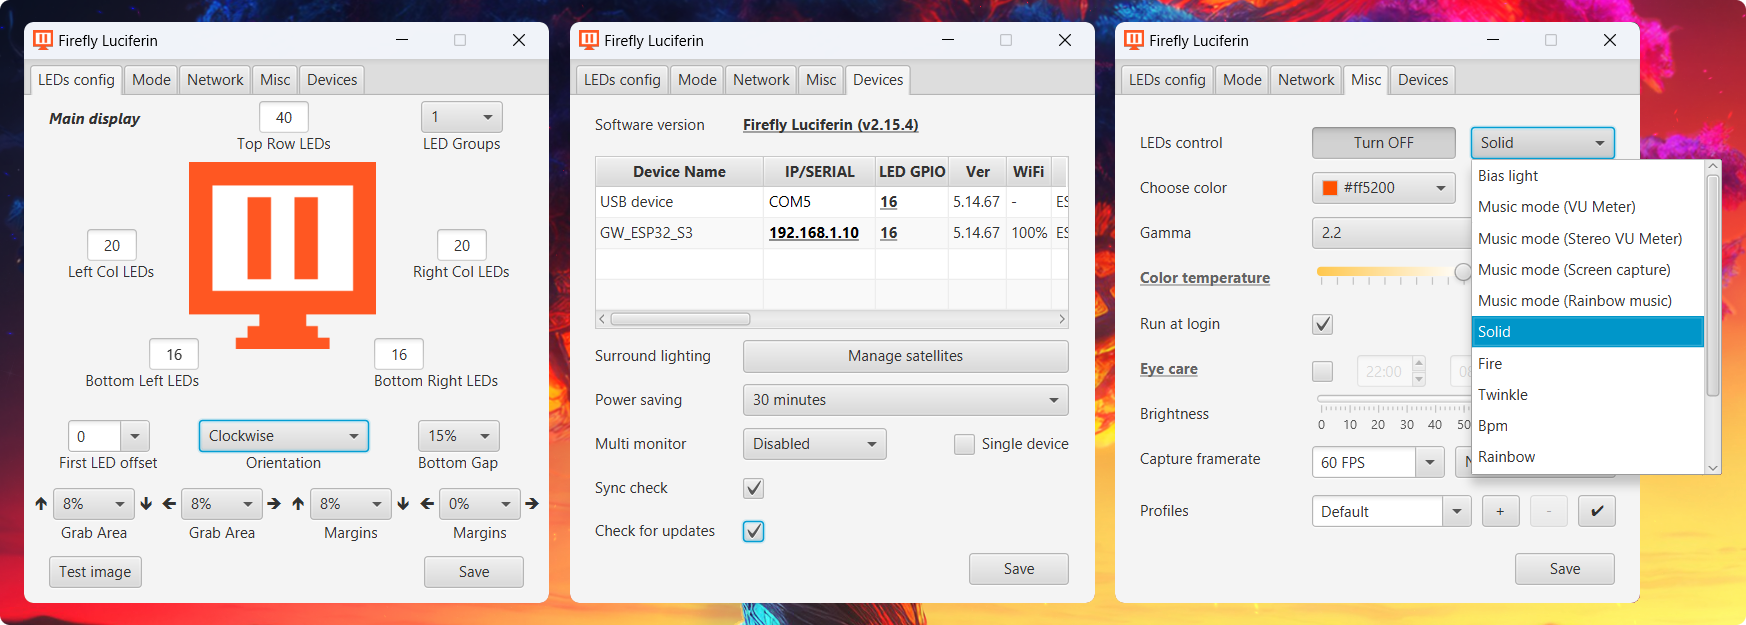 Firefly Luciferin
LEDs config Mode Network Misc Devices
Main display
40
Top Row LEDs
1
LED Groups
20
Left Col LEDs
20
Right Col LEDs
16
Bottom Left LEDs
16
Bottom Right LEDs
0
First LED offset
Clockwise
Orientation
15%
Bottom Gap
8%
Grab Area
8%
Grab Area
8%
Margins
0%
Margins
Test image
Save
Firefly Luciferin
LEDs config Mode Network Misc Devices
Software version Firefly Luciferin (v2.15.4)
Device Name IP/SERIAL LED GPIO Ver WiFi
USB device COM5 16 5.14.67 - ES
GW_ESP32_S3 192.168.1.10 16 5.14.67 100% ES
Surround lighting Manage satellites
Power saving 30 minutes
Multi monitor Disabled Single device
Sync check
Check for updates
Save
Firefly Luciferin
LEDs config Mode Network Misc Devices
LEDs control Turn OFF Solid
Choose color #ff5200
Gamma 2.2
Color temperature
Run at login
Eye care 22:00
Brightness
0 10 20 30 40 50
Capture framerate 60 FPS
Profiles Default + - ✔
Save
Bias light
Music mode (VU Meter)
Music mode (Stereo VU Meter)
Music mode (Screen capture)
Music mode (Rainbow music)
Solid
Fire
Twinkle
Bpm
Rainbow